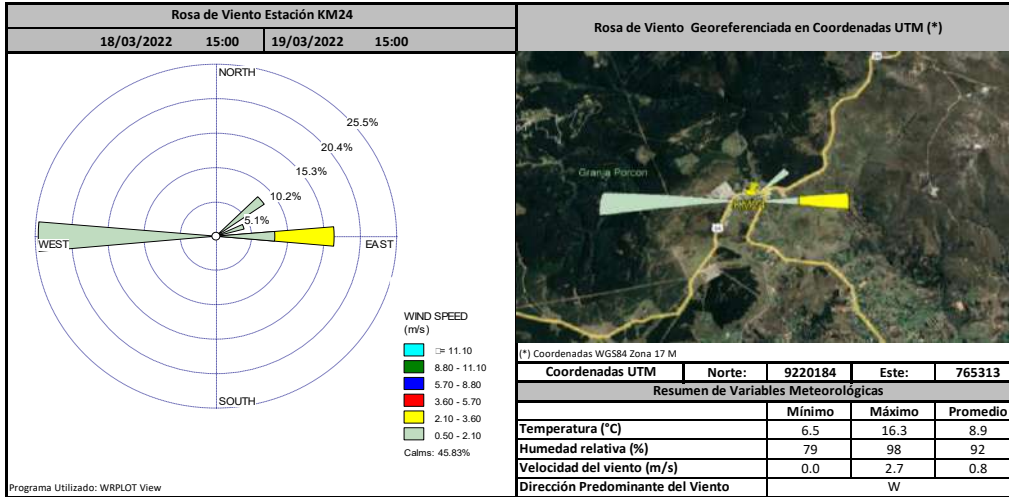 Rosa de Viento Estación KM24
18/03/2022 15:00 19/03/2022 15:00
NORTH
25.5%
20.4%
15.3%
10.2%
5.1%
WEST
EAST
SOUTH
WIND SPEED
(m/s)
□= 11.10
8.80 - 11.10
5.70 - 8.80
3.60 - 5.70
2.10 - 3.60
0.50 - 2.10
Calms: 45.83%
Programa Utilizado: WRPLOT View
Rosa de Viento Georeferenciada en Coordenadas UTM (*)
Granja Porcon
KM24
(*) Coordenadas WGS84 Zona 17 M
Coordenadas UTM Norte: 9220184 Este: 765313
Resumen de Variables Meteorológicas
Mínimo Máximo Promedio
Temperatura (°C) 6.5 16.3 8.9
Humedad relativa (%) 79 98 92
Velocidad del viento (m/s) 0.0 2.7 0.8
Dirección Predominante del Viento W